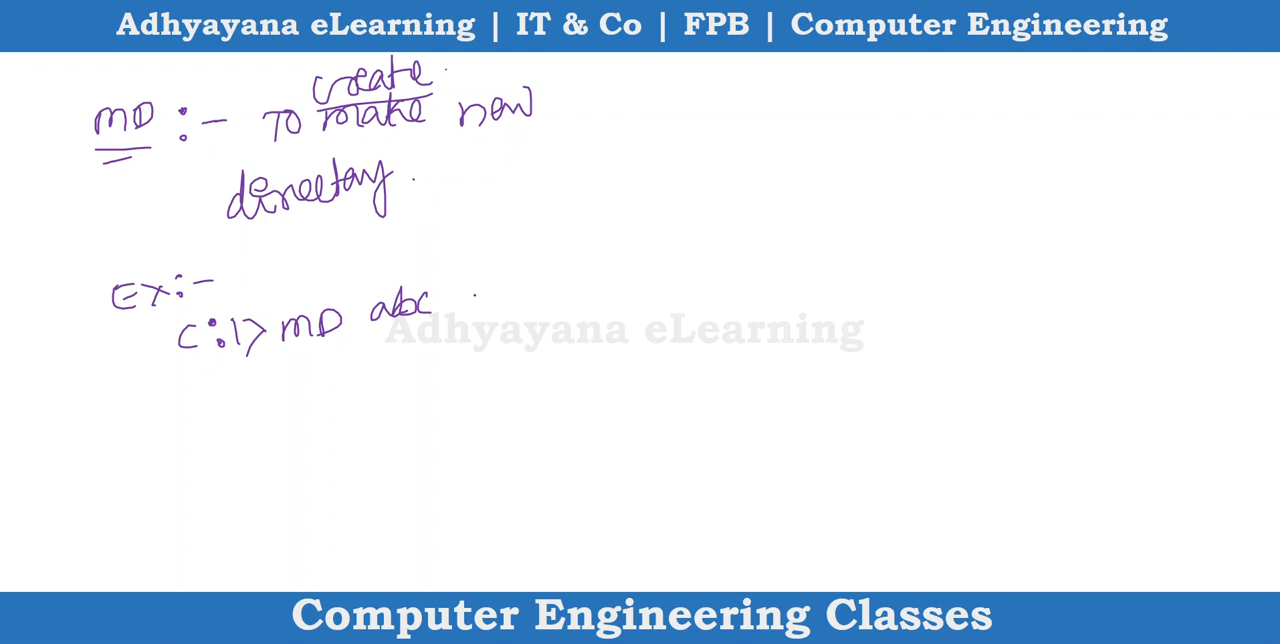 Adhyayana eLearning | IT & Co | FPB | Computer Engineering
create
MD :- To make new
directory.
Ex:-
C:\> MD abc
Adhyayana eLearning
Computer Engineering Classes